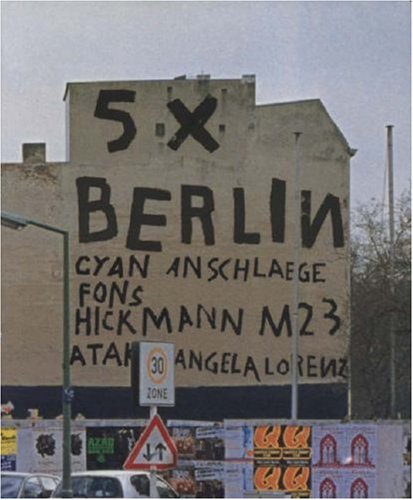 5 X
BERLIN
CYAN ANSCHLAEGE
FONS
HICKMANN M23
ATAK ANGELA LORENZ
30
ZONE